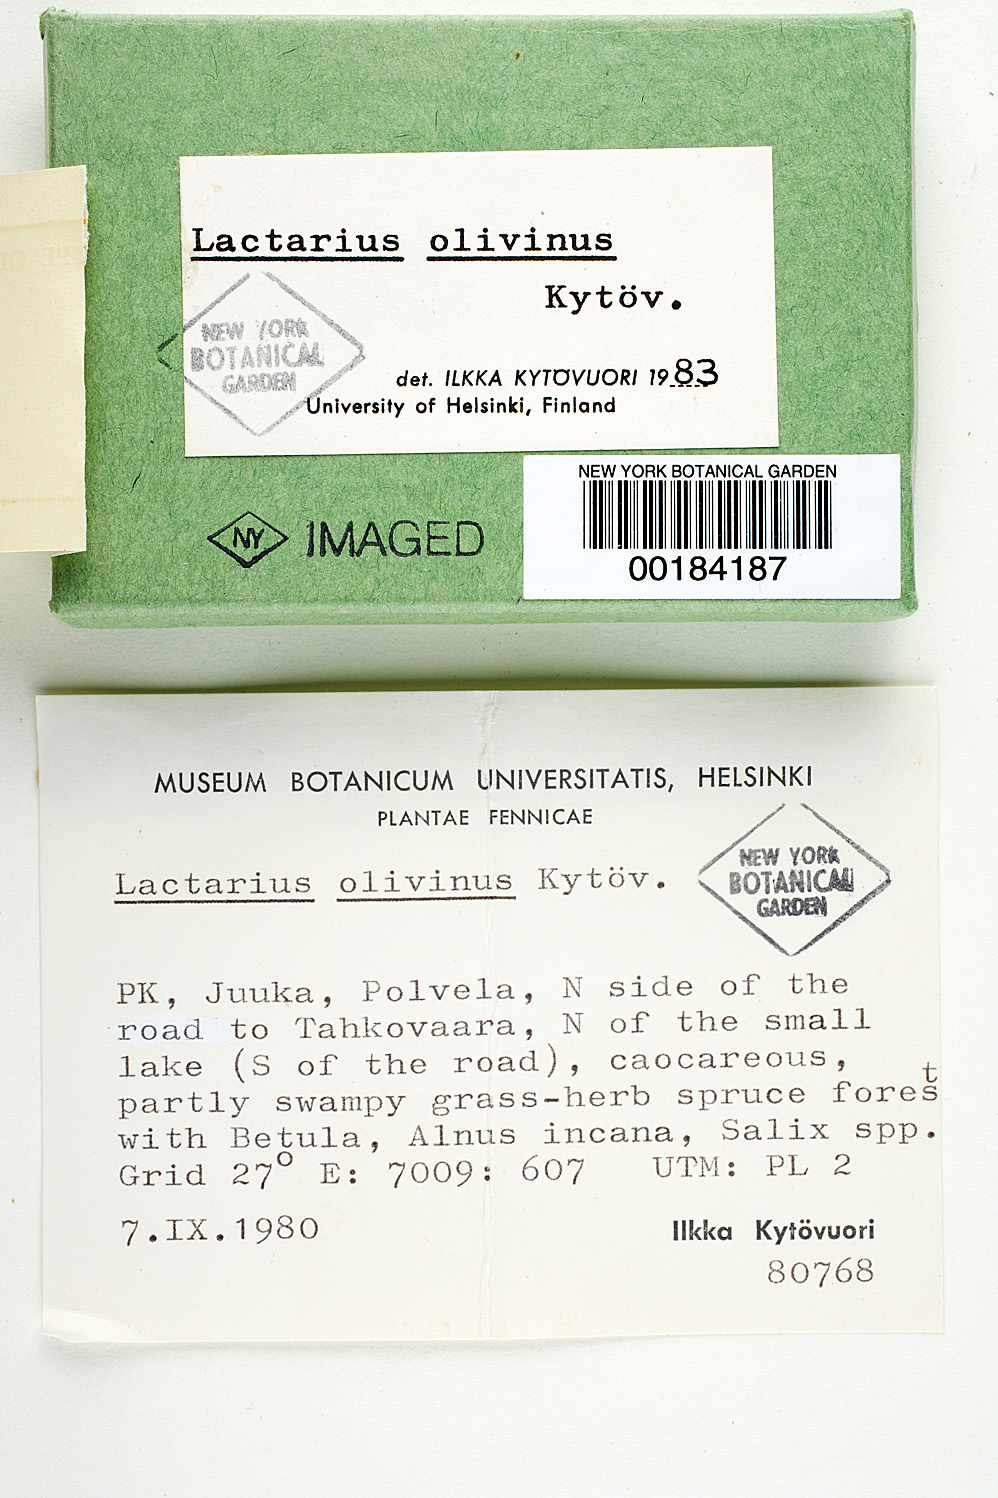 Lactarius olivinus
Kytöv.
NEW YORK
BOTANICAL
GARDEN
det. ILKKA KYTÖVUORI 1983
University of Helsinki, Finland
NY IMAGED
NEW YORK BOTANICAL GARDEN
00184187
MUSEUM BOTANICUM UNIVERSITATIS, HELSINKI
PLANTAE FENNICAE
NEW YORK
BOTANICAL
GARDEN
Lactarius olivinus Kytöv.
PK, Juuka, Polvela, N side of the
road to Tahkovaara, N of the small
lake (S of the road), caocareous,
partly swampy grass-herb spruce forest
with Betula, Alnus incana, Salix spp.
Grid 27° E: 7009: 607 UTM: PL 2
7.IX.1980
Ilkka Kytövuori
80768